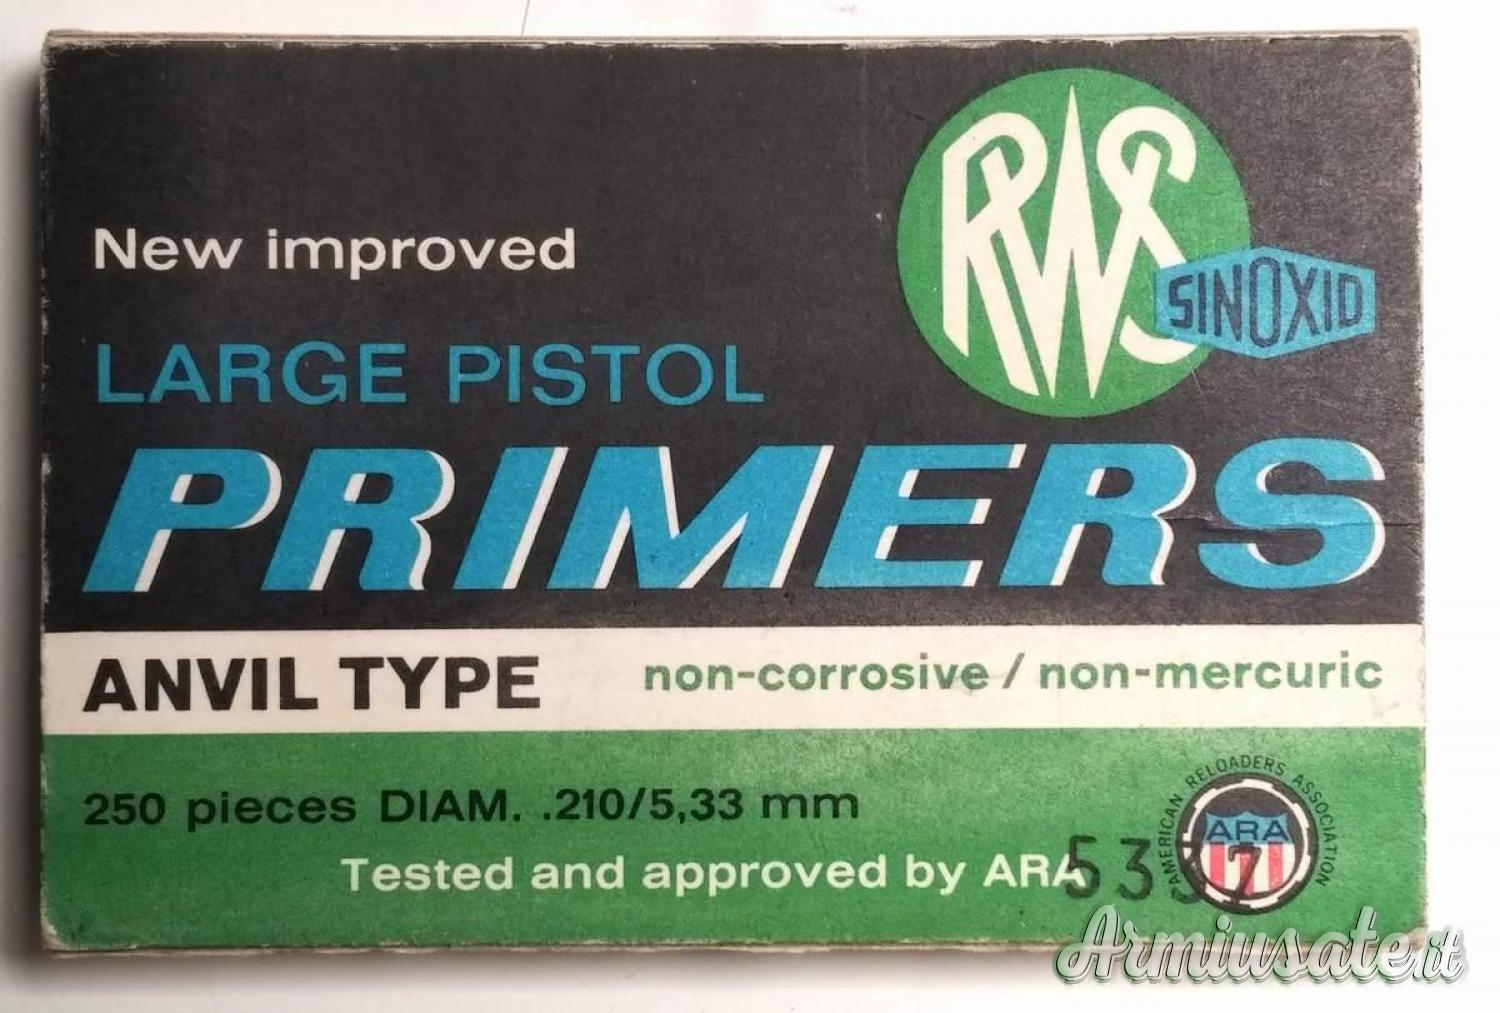 RWS
SINOXID
New improved
LARGE PISTOL
PRIMERS
ANVIL TYPE
non-corrosive / non-mercuric
250 pieces DIAM. .210/5,33 mm
Tested and approved by ARA
AMERICAN RELOADERS ASSOCIATION
ARA
Armiusate.it